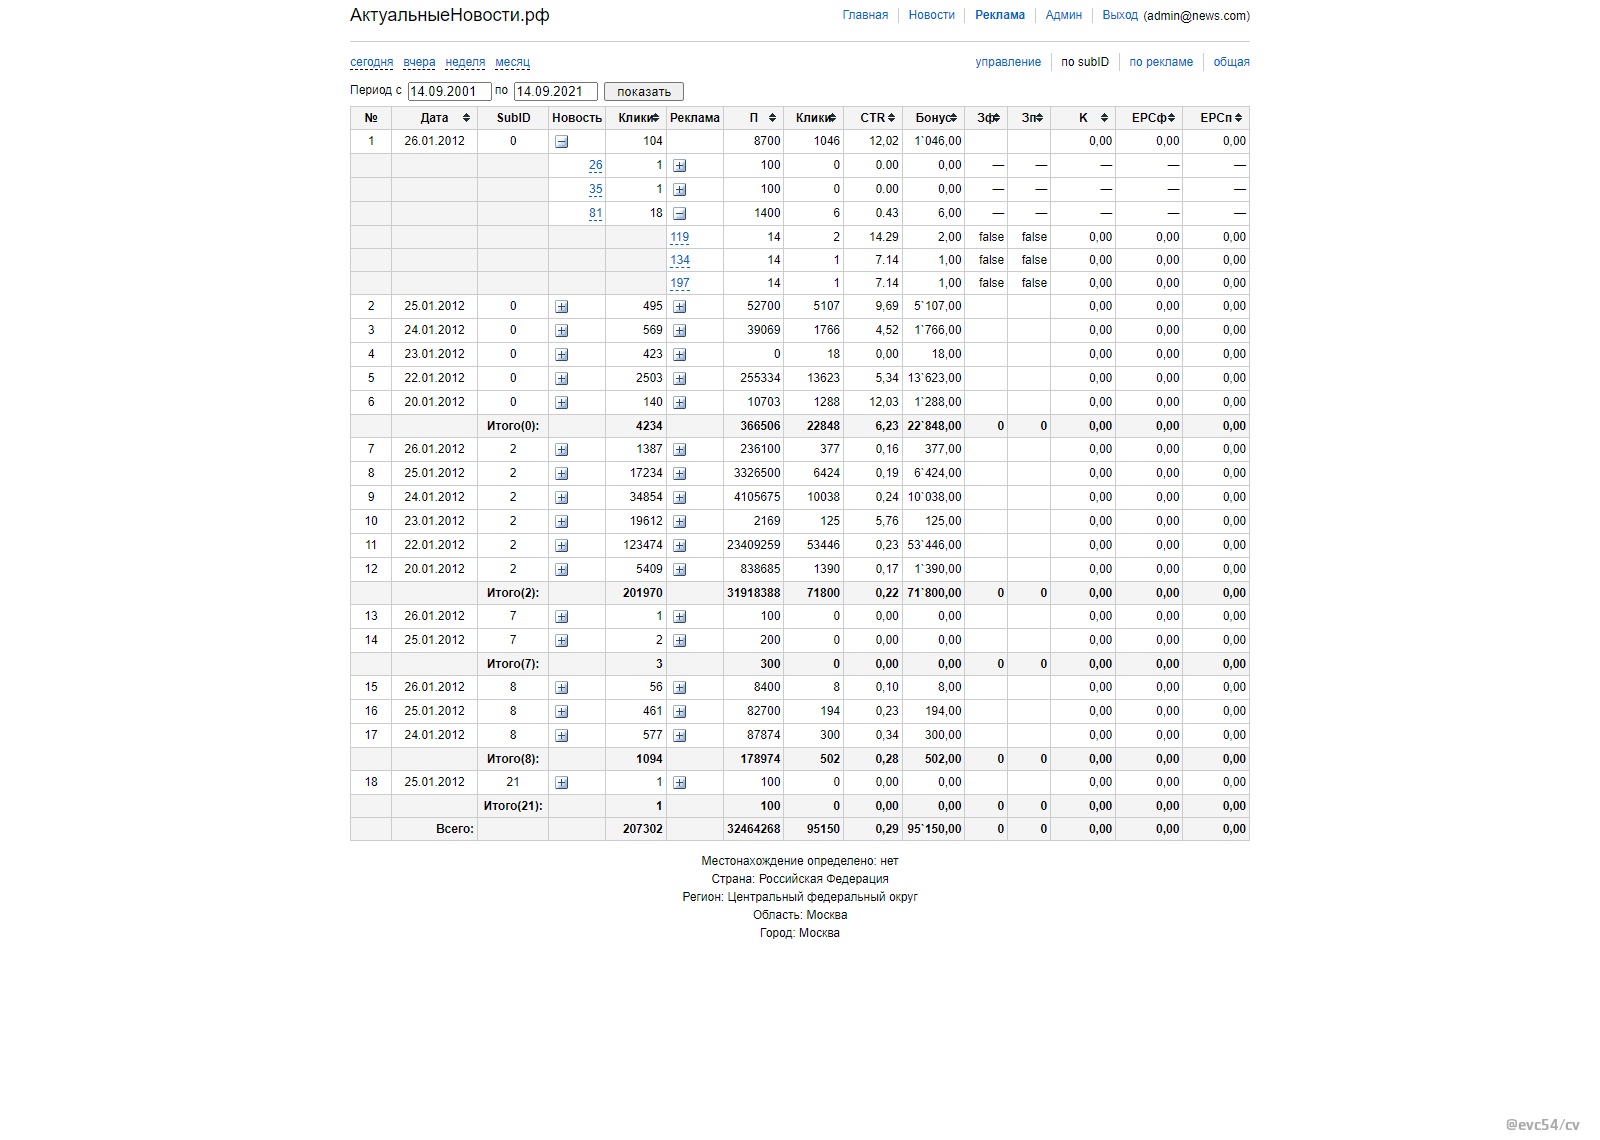 АктуальныеНовости.рф Главная Новости Реклама Админ Выход (admin@news.com)
сегодня вчера неделя месяц управление по subID по рекламе общая
Период с 14.09.2001 по 14.09.2021 показать
№ Дата SubID Новость Клики Реклама П Клики CTR Бонус Зф Зп К EPCф EPCп
1 26.01.2012 0 104 8700 1046 12,02 1`046,00 0,00 0,00 0,00
26 1 100 0 0.00 0,00 — — — — —
35 1 100 0 0.00 0,00 — — — — —
81 18 1400 6 0.43 6,00 — — — — —
119 14 2 14.29 2,00 false false 0,00 0,00 0,00
134 14 1 7.14 1,00 false false 0,00 0,00 0,00
197 14 1 7.14 1,00 false false 0,00 0,00 0,00
2 25.01.2012 0 495 52700 5107 9,69 5`107,00 0,00 0,00 0,00
3 24.01.2012 0 569 39069 1766 4,52 1`766,00 0,00 0,00 0,00
4 23.01.2012 0 423 0 18 0,00 18,00 0,00 0,00 0,00
5 22.01.2012 0 2503 255334 13623 5,34 13`623,00 0,00 0,00 0,00
6 20.01.2012 0 140 10703 1288 12,03 1`288,00 0,00 0,00 0,00
Итого(0): 4234 366506 22848 6,23 22`848,00 0 0 0,00 0,00 0,00
7 26.01.2012 2 1387 236100 377 0,16 377,00 0,00 0,00 0,00
8 25.01.2012 2 17234 3326500 6424 0,19 6`424,00 0,00 0,00 0,00
9 24.01.2012 2 34854 4105675 10038 0,24 10`038,00 0,00 0,00 0,00
10 23.01.2012 2 19612 2169 125 5,76 125,00 0,00 0,00 0,00
11 22.01.2012 2 123474 23409259 53446 0,23 53`446,00 0,00 0,00 0,00
12 20.01.2012 2 5409 838685 1390 0,17 1`390,00 0,00 0,00 0,00
Итого(2): 201970 31918388 71800 0,22 71`800,00 0 0 0,00 0,00 0,00
13 26.01.2012 7 1 100 0 0,00 0,00 0,00 0,00 0,00
14 25.01.2012 7 2 200 0 0,00 0,00 0,00 0,00 0,00
Итого(7): 3 300 0 0,00 0,00 0 0 0,00 0,00 0,00
15 26.01.2012 8 56 8400 8 0,10 8,00 0,00 0,00 0,00
16 25.01.2012 8 461 82700 194 0,23 194,00 0,00 0,00 0,00
17 24.01.2012 8 577 87874 300 0,34 300,00 0,00 0,00 0,00
Итого(8): 1094 178974 502 0,28 502,00 0 0 0,00 0,00 0,00
18 25.01.2012 21 1 100 0 0,00 0,00 0,00 0,00 0,00
Итого(21): 1 100 0 0,00 0,00 0 0 0,00 0,00 0,00
Всего: 207302 32464268 95150 0,29 95`150,00 0 0 0,00 0,00 0,00
Местонахождение определено: нет
Страна: Российская Федерация
Регион: Центральный федеральный округ
Область: Москва
Город: Москва
@evc54/cv